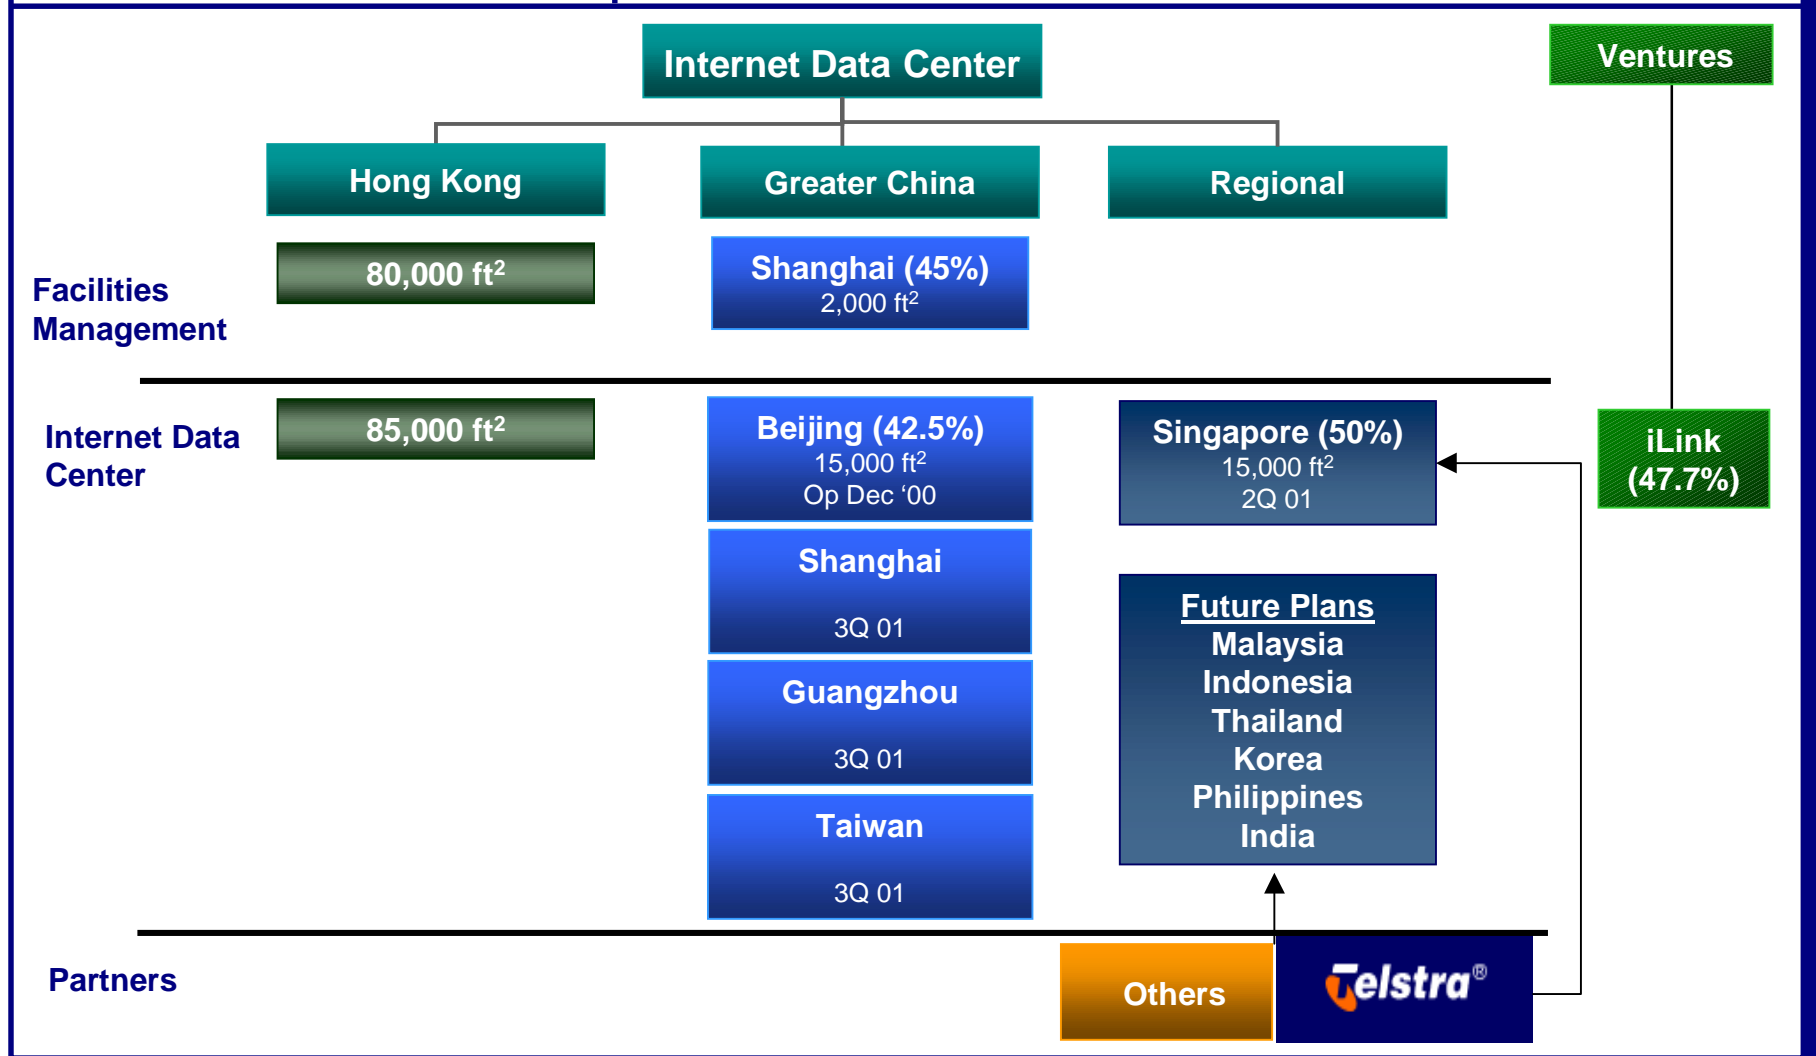 Internet Data Center
Ventures
Hong Kong
Greater China
Regional
Facilities
Management
80,000 ft²
Shanghai (45%)
2,000 ft²
Internet Data
Center
85,000 ft²
Beijing (42.5%)
15,000 ft²
Op Dec ‘00
Singapore (50%)
15,000 ft²
2Q 01
iLink
(47.7%)
Shanghai
3Q 01
Guangzhou
3Q 01
Taiwan
3Q 01
Future Plans
Malaysia
Indonesia
Thailand
Korea
Philippines
India
Partners
Others
Telstra®